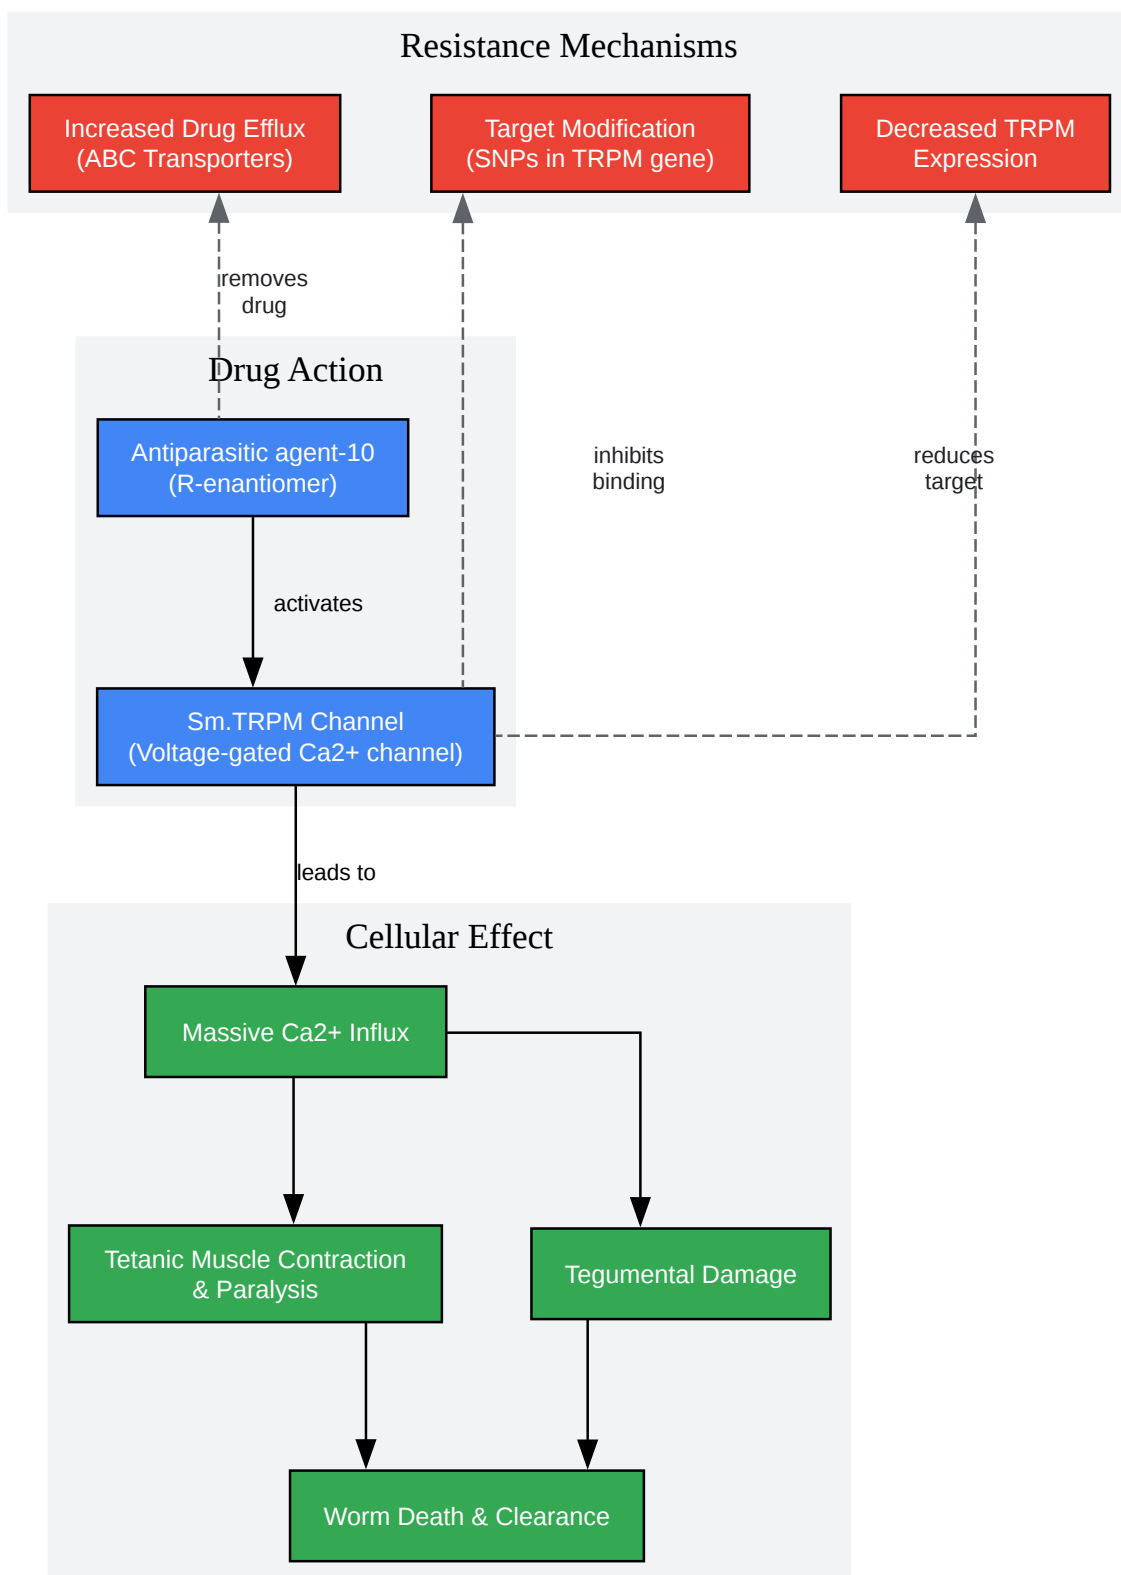 Resistance Mechanisms
Increased Drug Efflux
(ABC Transporters)
Target Modification
(SNPs in TRPM gene)
Decreased TRPM
Expression
removes
drug
Drug Action
Antiparasitic agent-10
(R-enantiomer)
inhibits
binding
reduces
target
activates
Sm.TRPM Channel
(Voltage-gated Ca2+ channel)
leads to
Cellular Effect
Massive Ca2+ Influx
Tetanic Muscle Contraction
& Paralysis
Tegumental Damage
Worm Death & Clearance